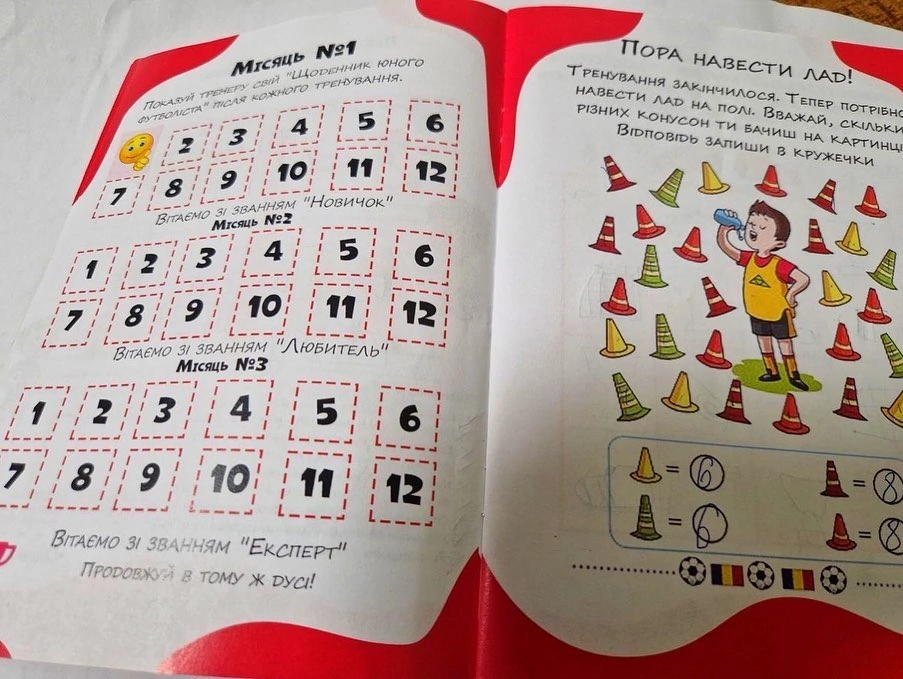 Місяць №1
Показуй тренеру свій "Щоденник юного
футболіста" після кожного тренування.
2 3 4 5 6
7 8 9 10 11 12
Вітаємо зі званням "Новичок"
Місяць №2
1 2 3 4 5 6
7 8 9 10 11 12
Вітаємо зі званням "Любитель"
Місяць №3
1 2 3 4 5 6
7 8 9 10 11 12
Вітаємо зі званням "Експерт"
Продовжуй в тому ж дусі!
Пора навести лад!
Тренування закінчилося. Тепер потрібно
навести лад на полі. Вважай, скільки
різних конусон ти бачиш на картинці
Відповідь запиши в кружечки
= 6 = 8
= 6 = 8